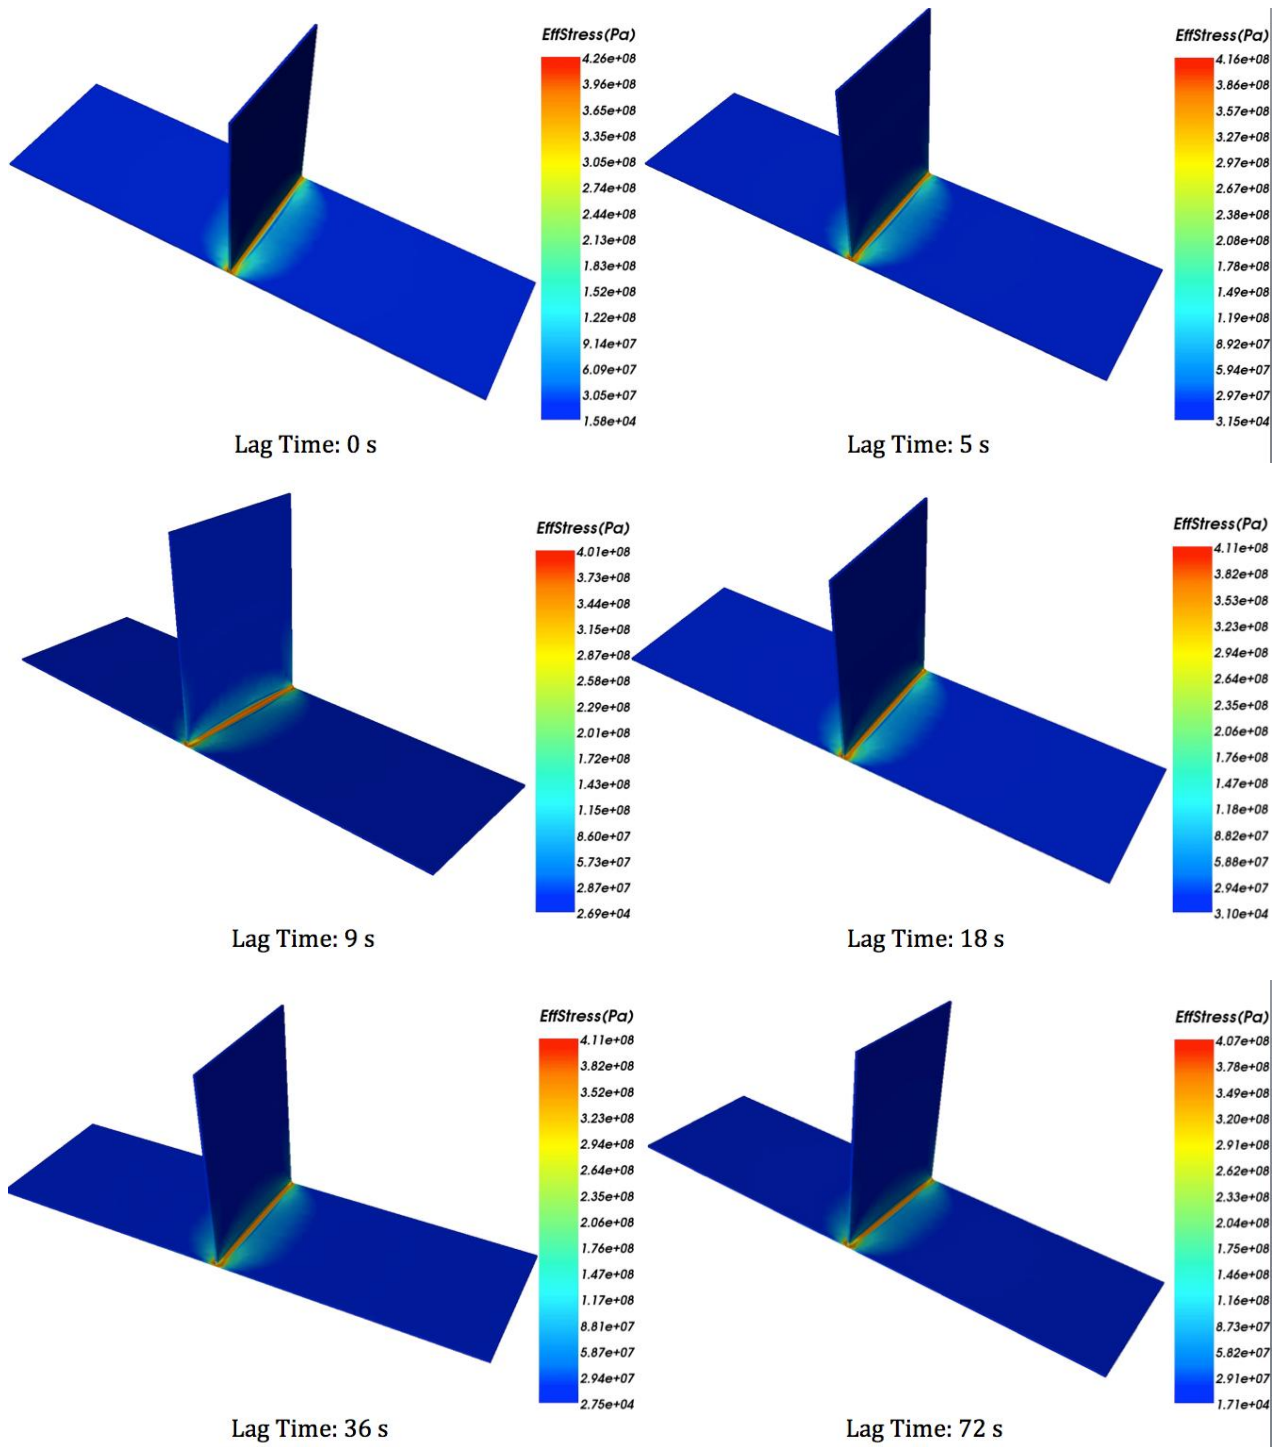 EffStress(Pa)
4.26e+08
3.96e+08
3.65e+08
3.35e+08
3.05e+08
2.74e+08
2.44e+08
2.13e+08
1.83e+08
1.52e+08
1.22e+08
9.14e+07
6.09e+07
3.05e+07
1.58e+04
Lag Time: 0 s
EffStress(Pa)
4.16e+08
3.86e+08
3.57e+08
3.27e+08
2.97e+08
2.67e+08
2.38e+08
2.08e+08
1.78e+08
1.49e+08
1.19e+08
8.92e+07
5.94e+07
2.97e+07
3.15e+04
Lag Time: 5 s
EffStress(Pa)
4.01e+08
3.73e+08
3.44e+08
3.15e+08
2.87e+08
2.58e+08
2.29e+08
2.01e+08
1.72e+08
1.43e+08
1.15e+08
8.60e+07
5.73e+07
2.87e+07
2.69e+04
Lag Time: 9 s
EffStress(Pa)
4.11e+08
3.82e+08
3.53e+08
3.23e+08
2.94e+08
2.64e+08
2.35e+08
2.06e+08
1.76e+08
1.47e+08
1.18e+08
8.82e+07
5.88e+07
2.94e+07
3.10e+04
Lag Time: 18 s
EffStress(Pa)
4.11e+08
3.82e+08
3.52e+08
3.23e+08
2.94e+08
2.64e+08
2.35e+08
2.06e+08
1.76e+08
1.47e+08
1.17e+08
8.81e+07
5.87e+07
2.94e+07
2.75e+04
Lag Time: 36 s
EffStress(Pa)
4.07e+08
3.78e+08
3.49e+08
3.20e+08
2.91e+08
2.62e+08
2.33e+08
2.04e+08
1.75e+08
1.46e+08
1.16e+08
8.73e+07
5.82e+07
2.91e+07
1.71e+04
Lag Time: 72 s